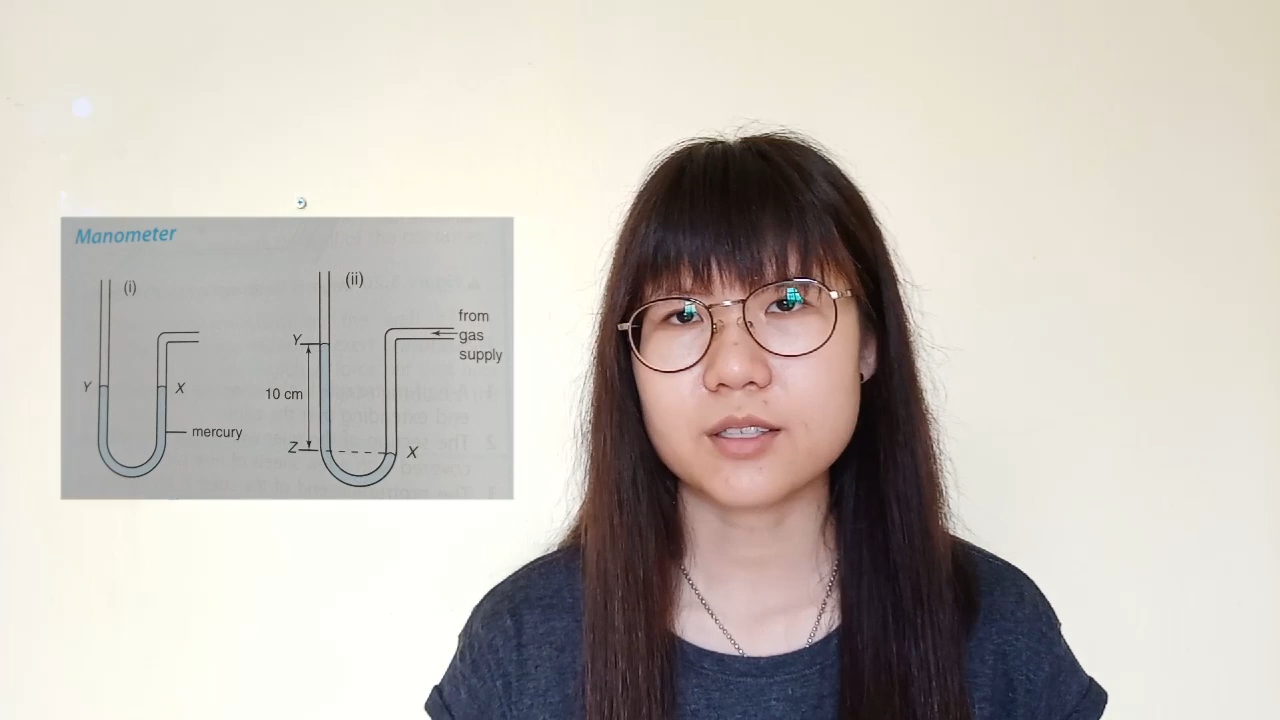 Manometer
(i)
(ii)
from
gas
supply
Y
Y
X
10 cm
mercury
Z
X